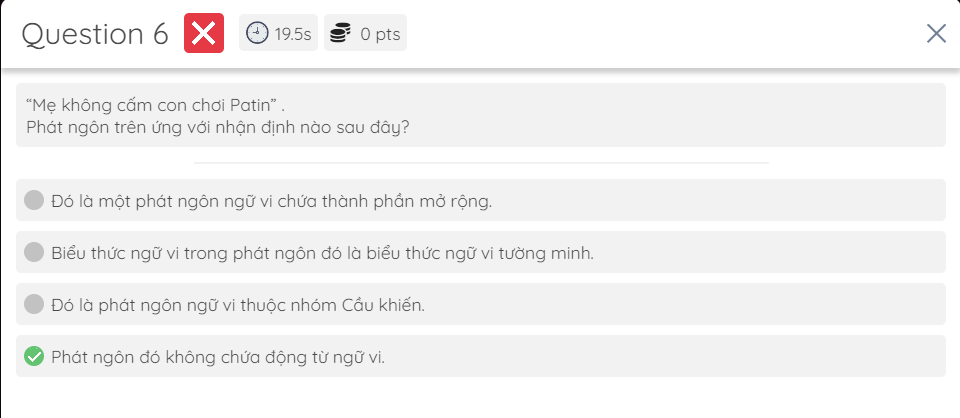 Question 6
19.5s
0 pts
“Mẹ không cấm con chơi Patin” .
Phát ngôn trên ứng với nhận định nào sau đây?
Đó là một phát ngôn ngữ vi chứa thành phần mở rộng.
Biểu thức ngữ vi trong phát ngôn đó là biểu thức ngữ vi tường minh.
Đó là phát ngôn ngữ vi thuộc nhóm Cầu khiến.
Phát ngôn đó không chứa động từ ngữ vi.